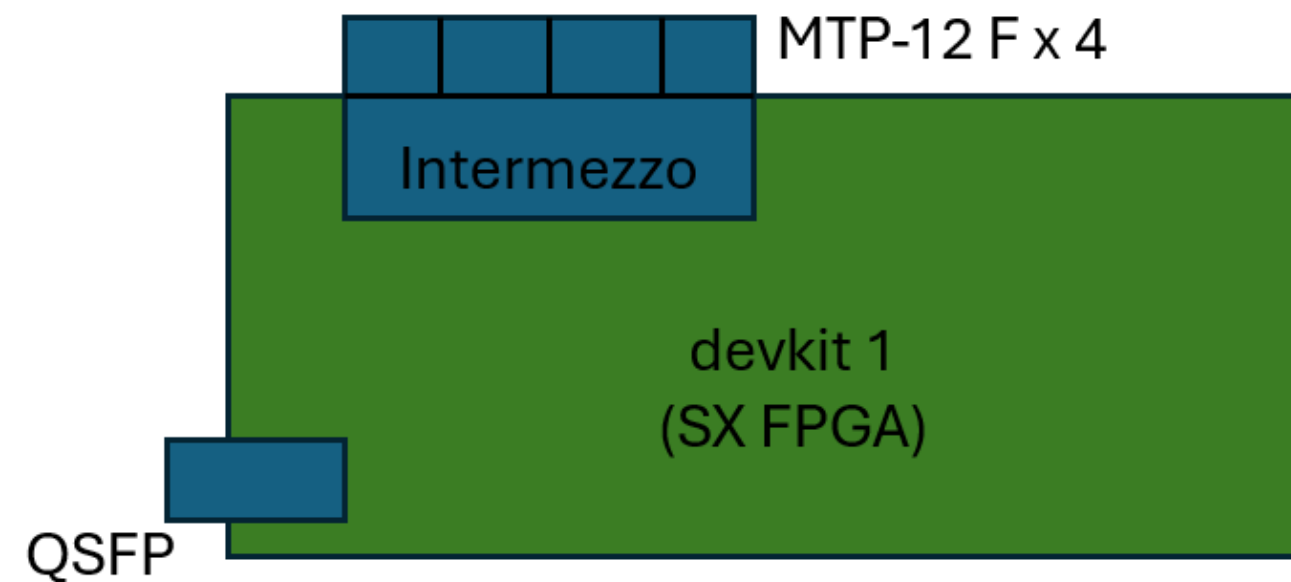 MTP-12 F x 4
Intermezzo
devkit 1
(SX FPGA)
QSFP